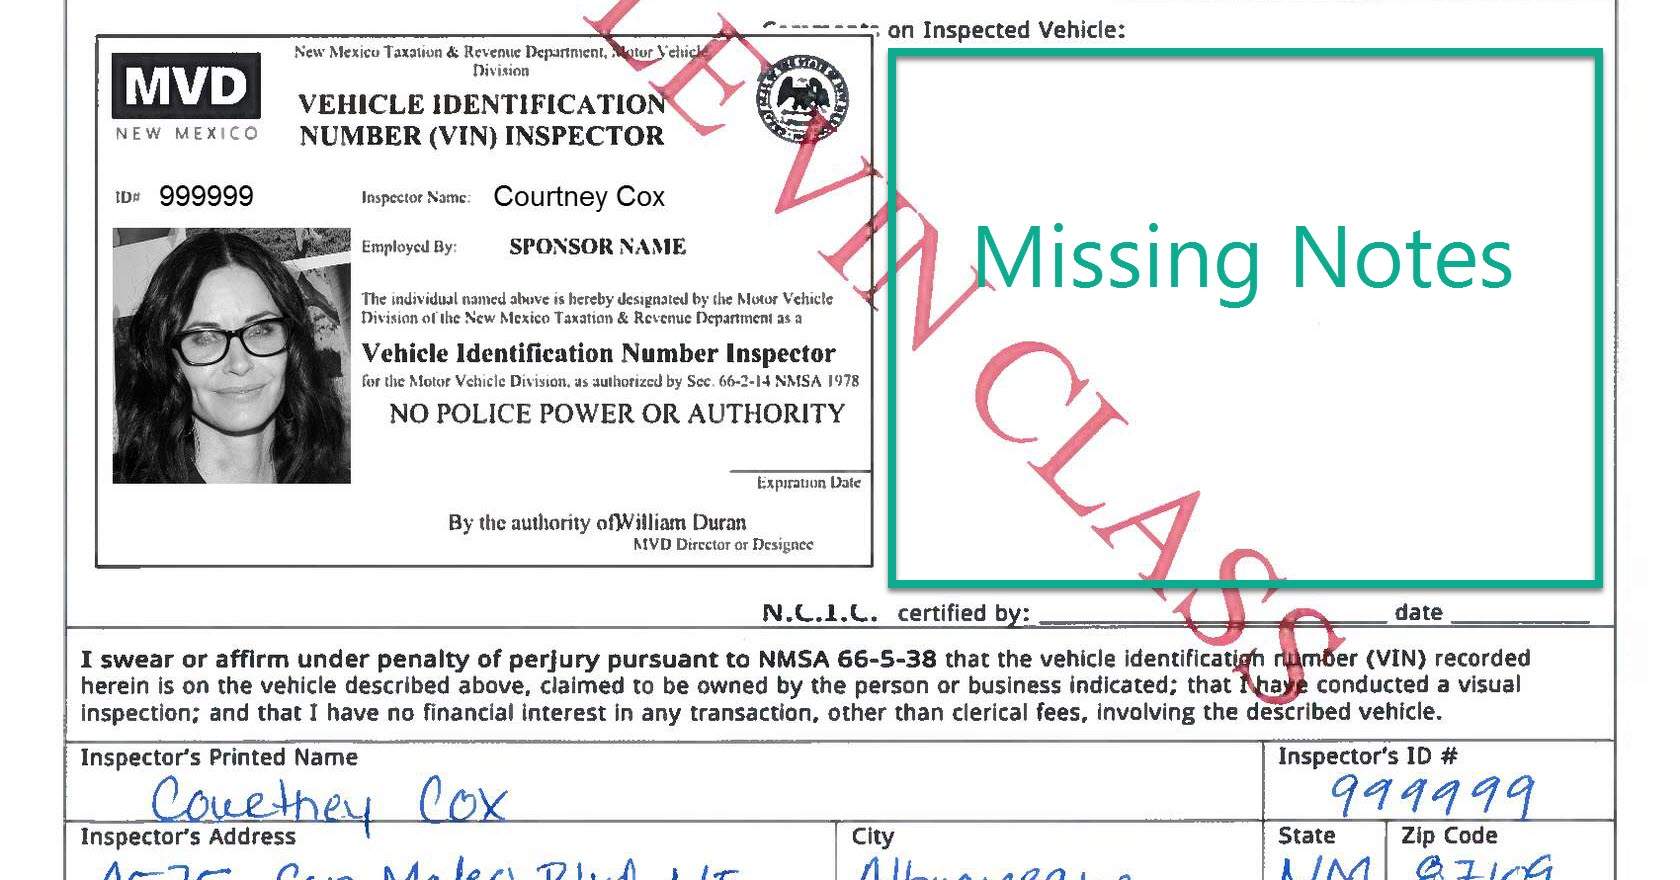 Comments on Inspected Vehicle:
New Mexico Taxation & Revenue Department, Motor Vehicle
Division
MVD
NEW MEXICO
VEHICLE IDENTIFICATION
NUMBER (VIN) INSPECTOR
ID# 999999
Inspector Name: Courtney Cox
Employed By: SPONSOR NAME
The individual named above is hereby designated by the Motor Vehicle
Division of the New Mexico Taxation & Revenue Department as a
Vehicle Identification Number Inspector
for the Motor Vehicle Division, as authorized by Sec. 66-2-14 NMSA 1978
NO POLICE POWER OR AUTHORITY
Expiration Date
By the authority of William Duran
MVD Director or Designee
Missing Notes
LEVIN CLASS
N.C.I.C. certified by: date
I swear or affirm under penalty of perjury pursuant to NMSA 66-5-38 that the vehicle identification number (VIN) recorded
herein is on the vehicle described above, claimed to be owned by the person or business indicated; that I have conducted a visual
inspection; and that I have no financial interest in any transaction, other than clerical fees, involving the described vehicle.
Inspector's Printed Name
Courtney Cox
Inspector's ID #
999999
Inspector's Address
City
Albuquerque
State
NM
Zip Code
87109